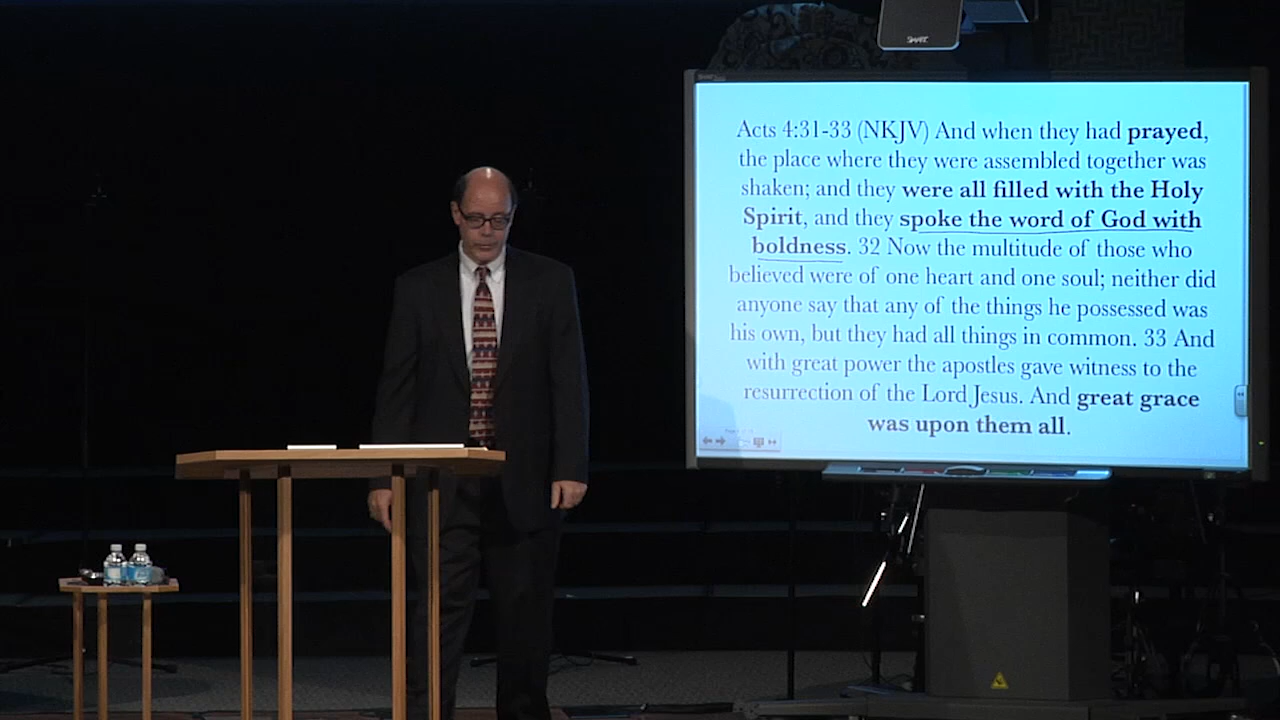 SMART
Acts 4:31-33 (NKJV) And when they had prayed,
the place where they were assembled together was
shaken; and they were all filled with the Holy
Spirit, and they spoke the word of God with
boldness. 32 Now the multitude of those who
believed were of one heart and one soul; neither did
anyone say that any of the things he possessed was
his own, but they had all things in common. 33 And
with great power the apostles gave witness to the
resurrection of the Lord Jesus. And great grace
was upon them all.